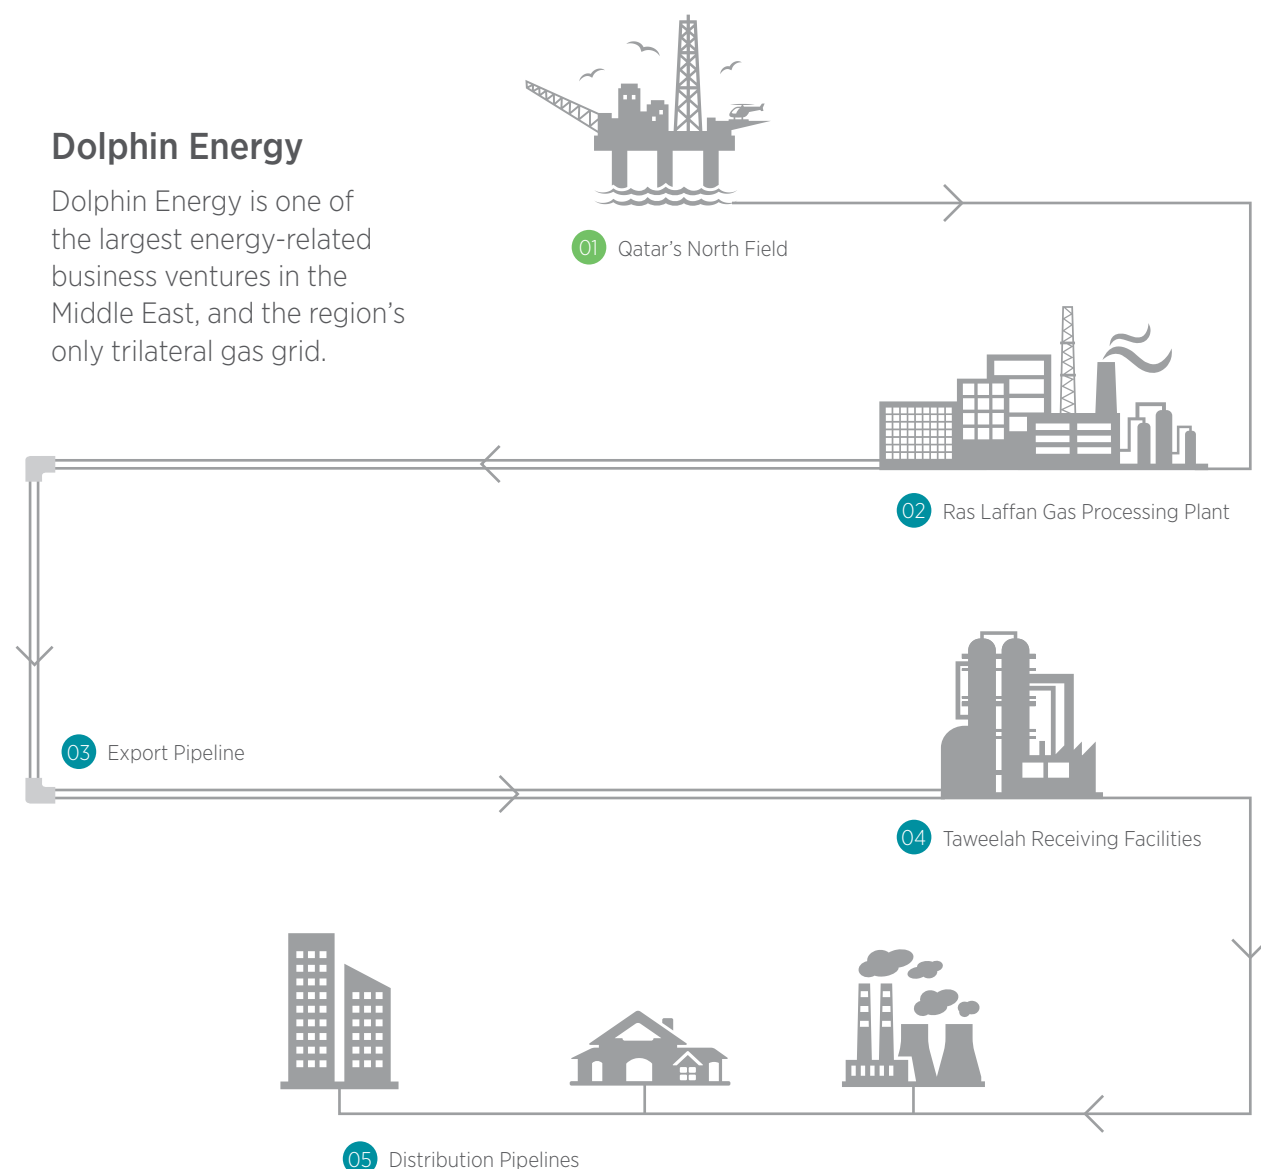 Dolphin Energy
Dolphin Energy is one of
the largest energy-related
business ventures in the
Middle East, and the region’s
only trilateral gas grid.
01 Qatar’s North Field
02 Ras Laffan Gas Processing Plant
03 Export Pipeline
04 Taweelah Receiving Facilities
05 Distribution Pipelines